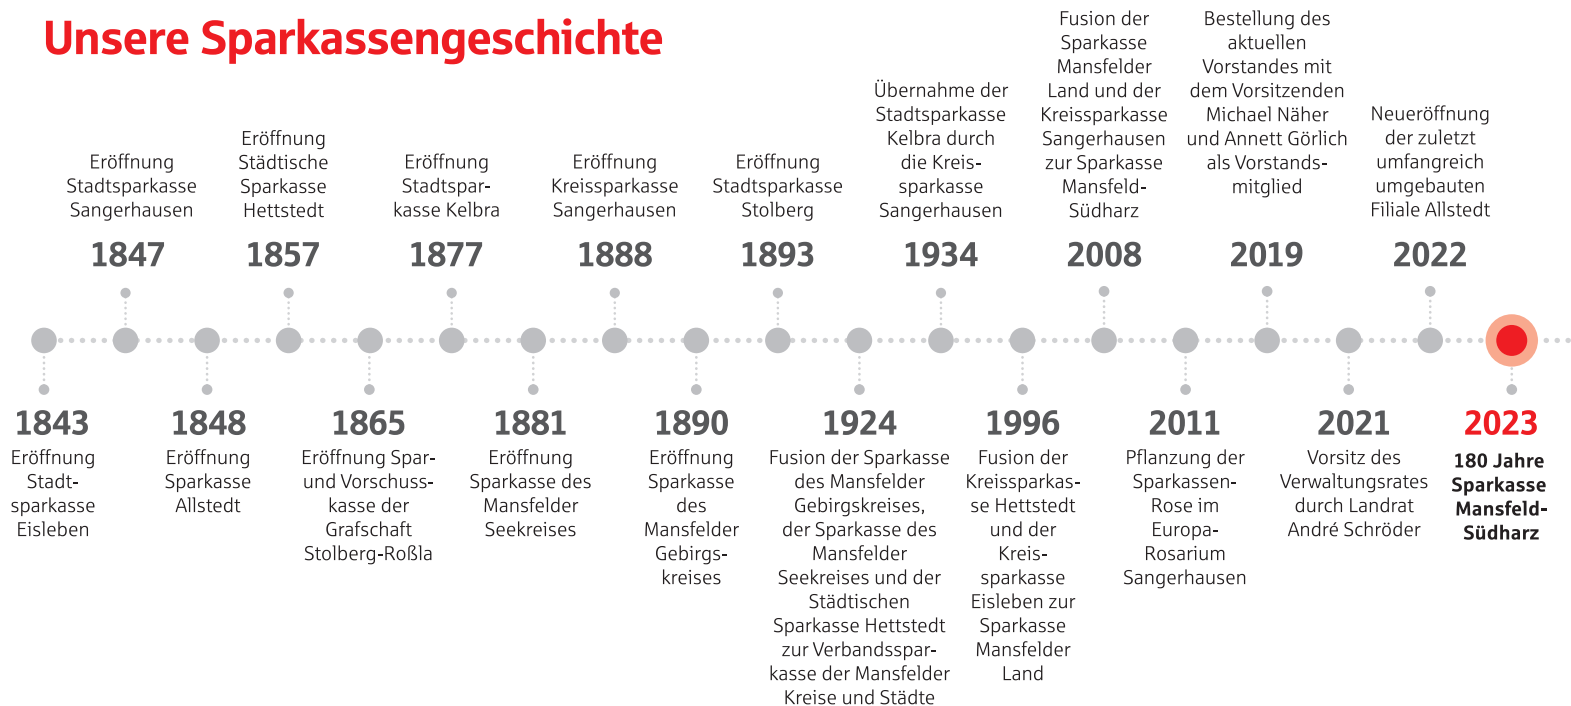 Unsere Sparkassengeschichte
1843
Eröffnung
Stadt-
sparkasse
Eisleben
Eröffnung
Stadtsparkasse
Sangerhausen
1847
1848
Eröffnung
Sparkasse
Allstedt
Eröffnung
Städtische
Sparkasse
Hettstedt
1857
1865
Eröffnung Spar-
und Vorschuss-
kasse der
Grafschaft
Stolberg-Roßla
Eröffnung
Stadtspar-
kasse Kelbra
1877
1881
Eröffnung
Sparkasse des
Mansfelder
Seekreises
Eröffnung
Kreissparkasse
Sangerhausen
1888
1890
Eröffnung
Sparkasse
des
Mansfelder
Gebirgs-
kreises
Eröffnung
Stadtsparkasse
Stolberg
1893
1924
Fusion der Sparkasse
des Mansfelder
Gebirgskreises,
der Sparkasse des
Mansfelder
Seekreises und der
Städtischen
Sparkasse Hettstedt
zur Verbandsspar-
kasse der Mansfelder
Kreise und Städte
Übernahme der
Stadtsparkasse
Kelbra durch
die Kreis-
sparkasse
Sangerhausen
1934
1996
Fusion der
Kreissparkas-
se Hettstedt
und der
Kreis-
sparkasse
Eisleben zur
Sparkasse
Mansfelder
Land
Fusion der
Sparkasse
Mansfelder
Land und der
Kreissparkasse
Sangerhausen
zur Sparkasse
Mansfeld-
Südharz
2008
2011
Pflanzung der
Sparkassen-
Rose im
Europa-
Rosarium
Sangerhausen
Bestellung des
aktuellen
Vorstandes mit
dem Vorsitzenden
Michael Näher
und Annett Görlich
als Vorstands-
mitglied
2019
2021
Vorsitz des
Verwaltungsrates
durch Landrat
André Schröder
Neueröffnung
der zuletzt
umfangreich
umgebauten
Filiale Allstedt
2022
2023
180 Jahre
Sparkasse
Mansfeld-
Südharz